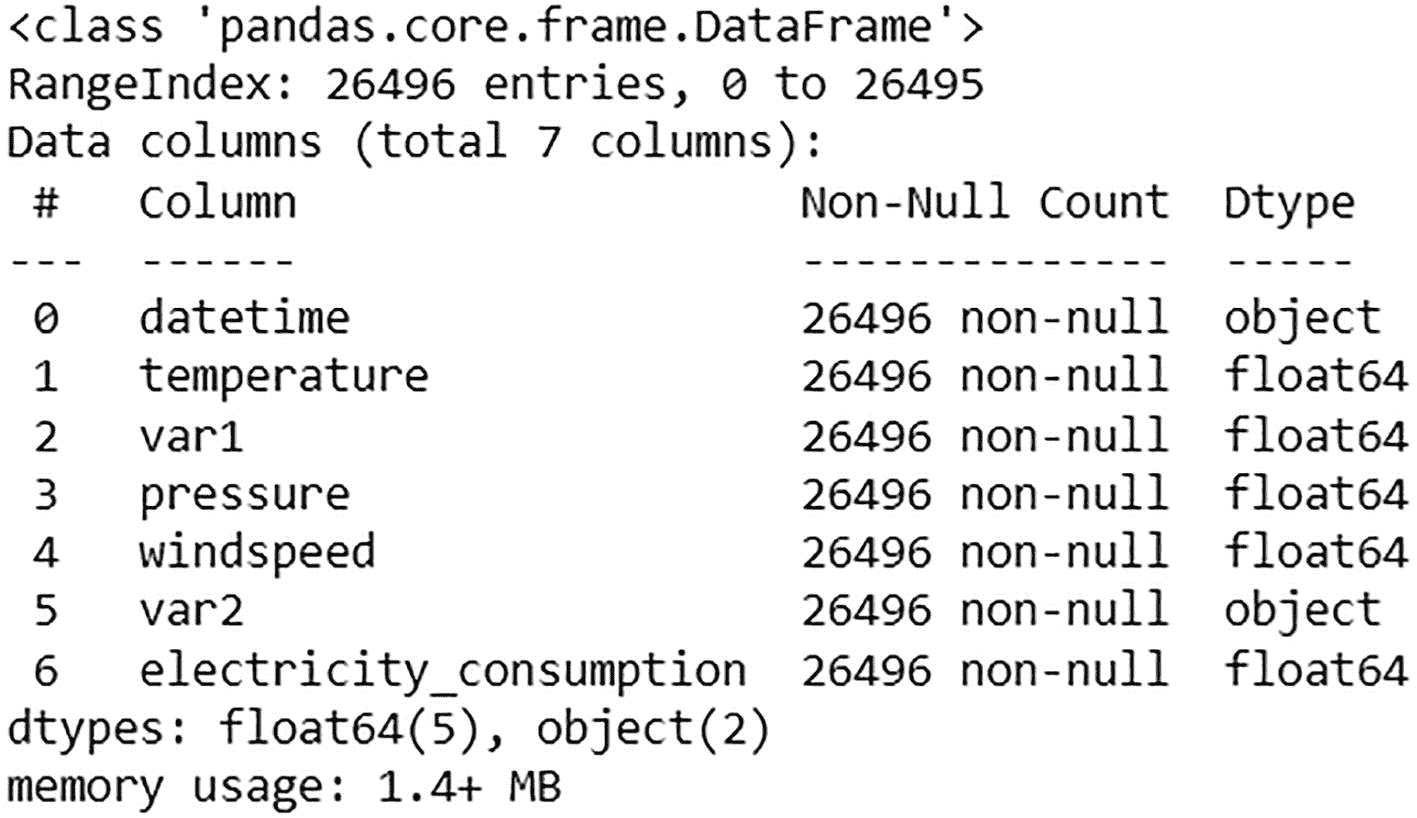 <class 'pandas.core.frame.DataFrame'>
RangeIndex: 26496 entries, 0 to 26495
Data columns (total 7 columns):
 #   Column                   Non-Null Count  Dtype
---  ------                   --------------  -----
 0   datetime                 26496 non-null  object
 1   temperature              26496 non-null  float64
 2   var1                     26496 non-null  float64
 3   pressure                 26496 non-null  float64
 4   windspeed                26496 non-null  float64
 5   var2                     26496 non-null  object
 6   electricity_consumption  26496 non-null  float64
dtypes: float64(5), object(2)
memory usage: 1.4+ MB